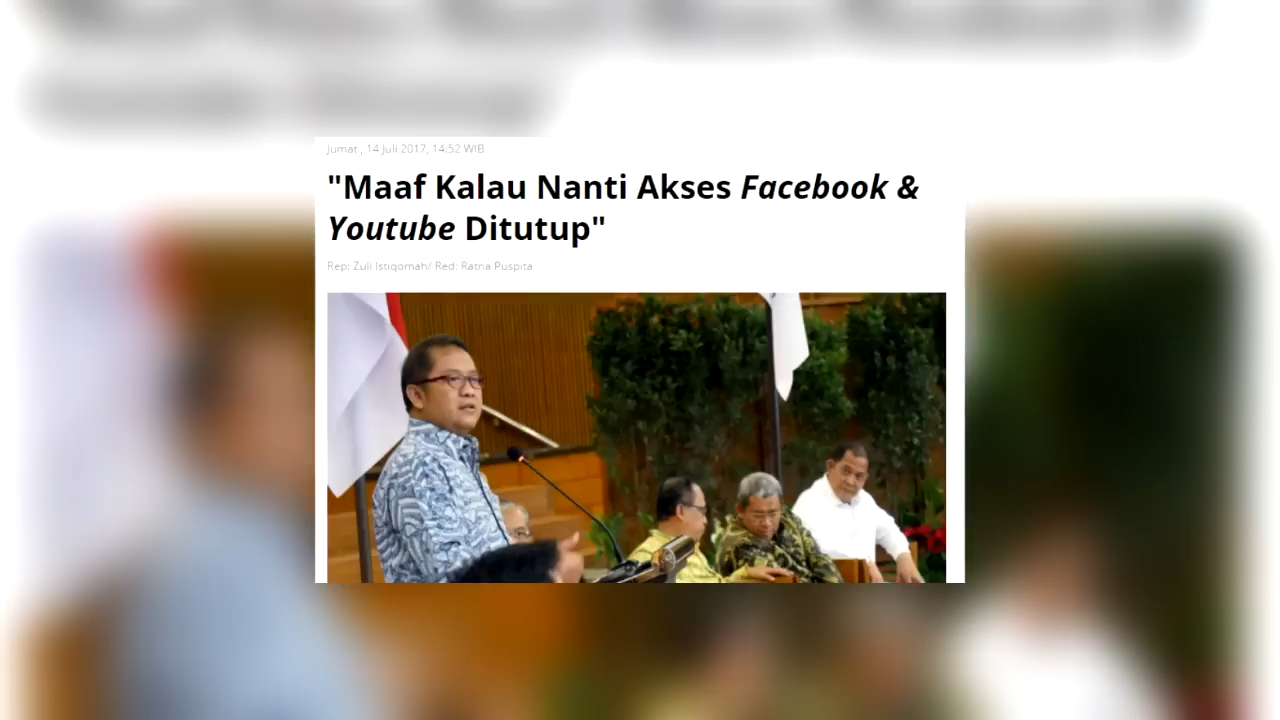 Jumat , 14 Juli 2017, 14:52 WIB
"Maaf Kalau Nanti Akses Facebook &
Youtube Ditutup"
Rep: Zuli Istiqomah/ Red: Ratna Puspita